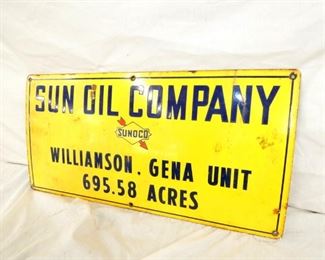 SUN OIL COMPANY
SUNOCO
WILLIAMSON. GENA UNIT
695.58 ACRES